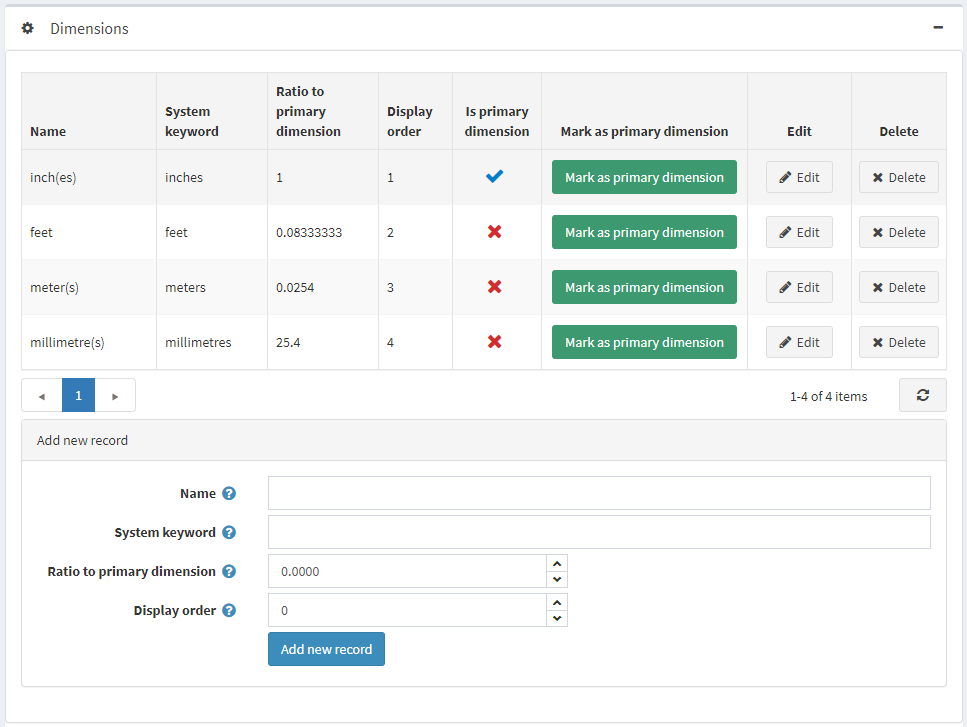 Dimensions
Name System keyword Ratio to primary dimension Display order Is primary dimension Mark as primary dimension Edit Delete
inch(es) inches 1 1 Mark as primary dimension Edit Delete
feet feet 0.08333333 2 Mark as primary dimension Edit Delete
meter(s) meters 0.0254 3 Mark as primary dimension Edit Delete
millimetre(s) millimetres 25.4 4 Mark as primary dimension Edit Delete
1 1-4 of 4 items
Add new record
Name
System keyword
Ratio to primary dimension 0.0000
Display order 0
Add new record